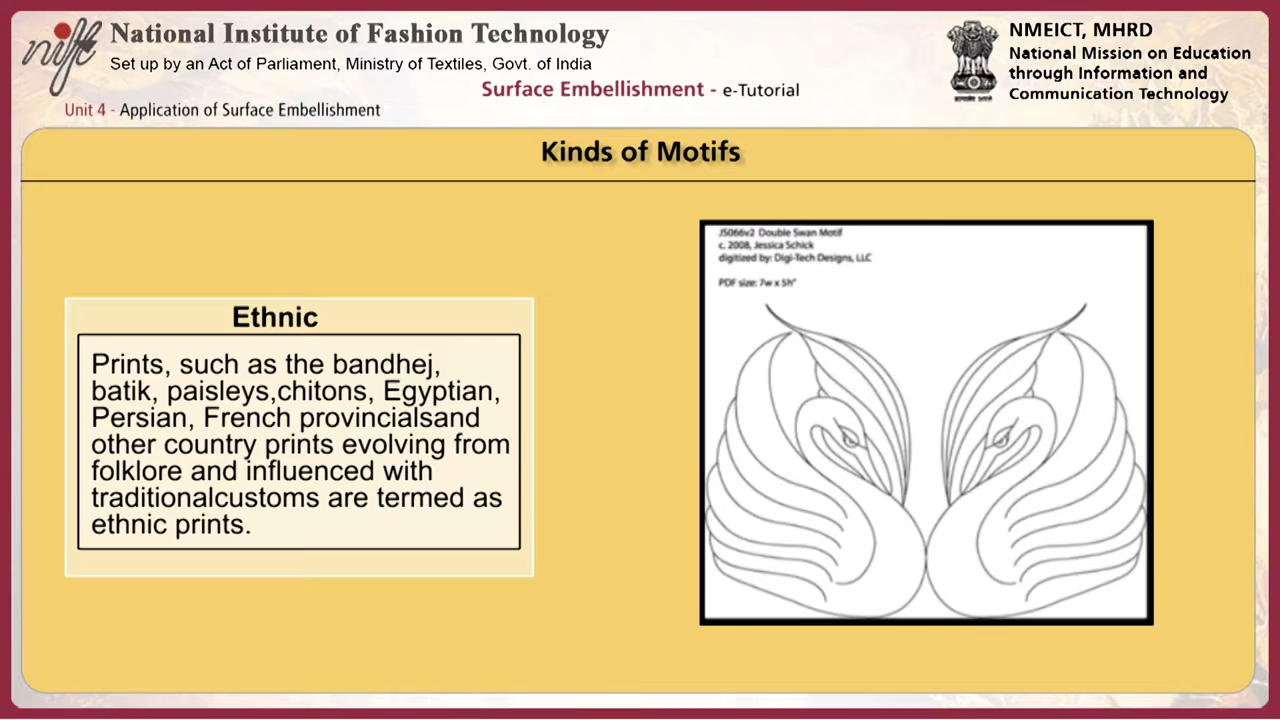 nift
National Institute of Fashion Technology
Set up by an Act of Parliament, Ministry of Textiles, Govt. of India
NMEICT, MHRD
National Mission on Education
through Information and
Communication Technology
Surface Embellishment - e-Tutorial
Unit 4 - Application of Surface Embellishment
Kinds of Motifs
Ethnic
Prints, such as the bandhej,
batik, paisleys,chitons, Egyptian,
Persian, French provincialsand
other country prints evolving from
folklore and influenced with
traditionalcustoms are termed as
ethnic prints.
JS066v2 Double Swan Motif
c. 2008, Jessica Schick
digitized by: Digi-Tech Designs, LLC
PDF size: 7w x 5h"